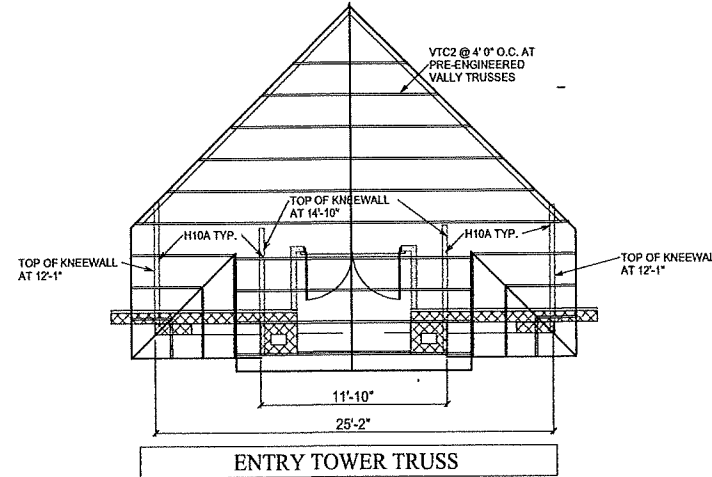 VTC2 @ 4' 0" O.C. AT
PRE-ENGINEERED
VALLY TRUSSES
TOP OF KNEEWALL
AT 14'-10"
H10A TYP.
H10A TYP.
TOP OF KNEEWALL
AT 12'-1"
TOP OF KNEEWAL
AT 12'-1"
11'-10"
25'-2"
ENTRY TOWER TRUSS